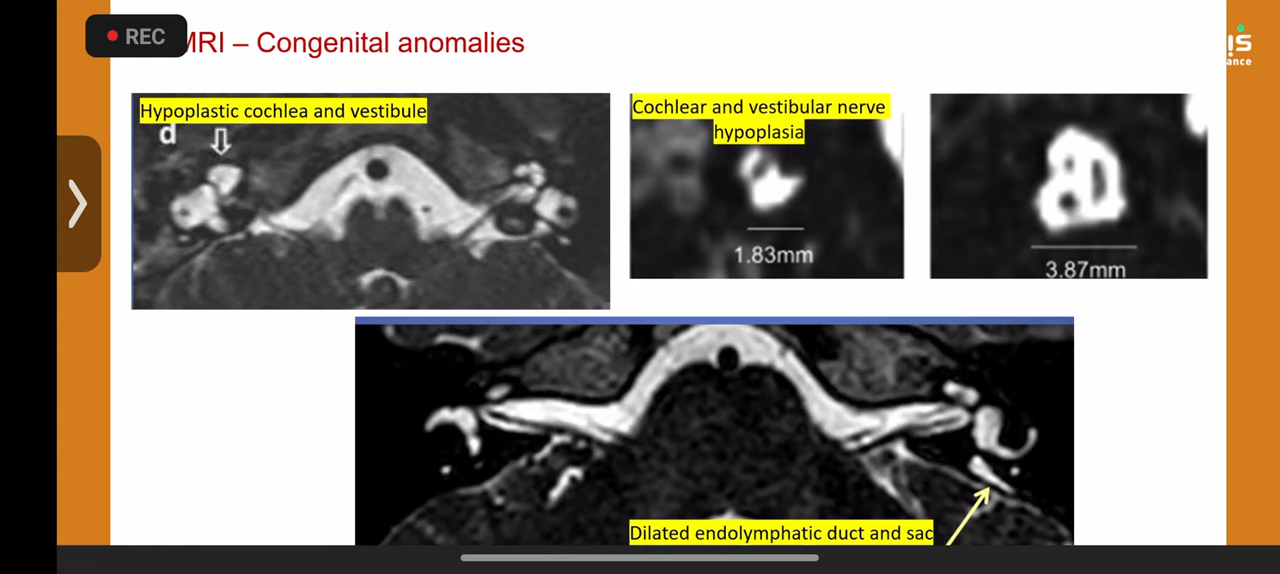 REC
MRI – Congenital anomalies
Hypoplastic cochlea and vestibule
d
Cochlear and vestibular nerve
hypoplasia
1.83mm
3.87mm
Dilated endolymphatic duct and sac